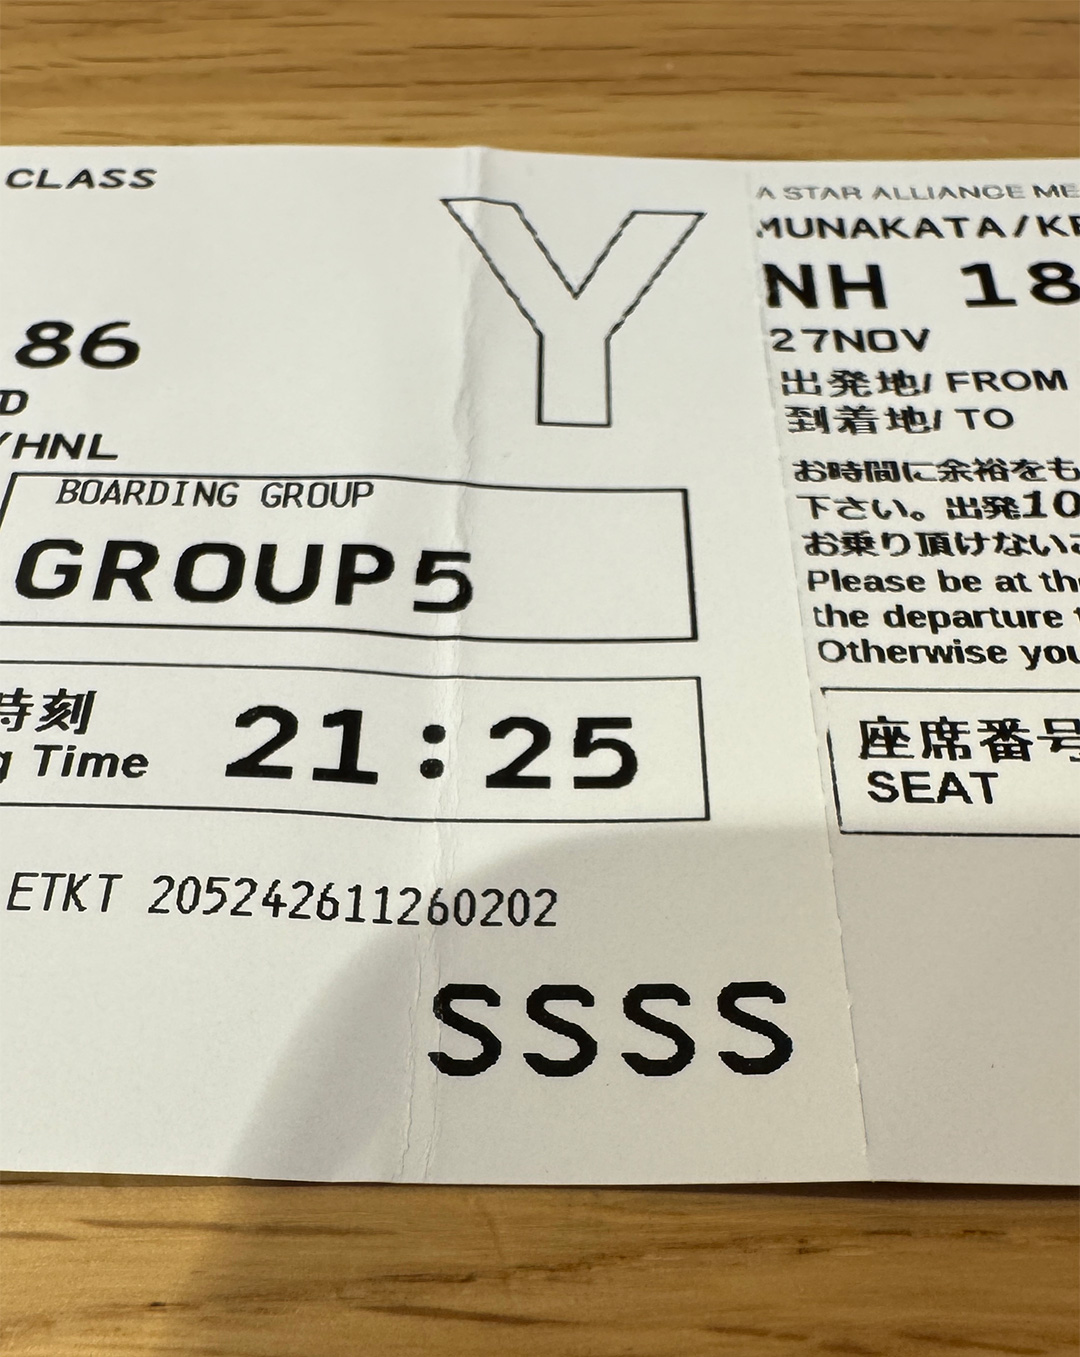 CLASS
Y
86
D
/HNL
BOARDING GROUP
GROUP5
時刻
g Time
21:25
ETKT 205242611260202
SSSS
A STAR ALLIANCE ME
MUNAKATA/KE
NH 18
27NOV
出発地/ FROM
到着地/ TO
お時間に余裕をも
下さい。出発10
お乗り頂けない
Please be at the
the departure t
Otherwise you
座席番号
SEAT